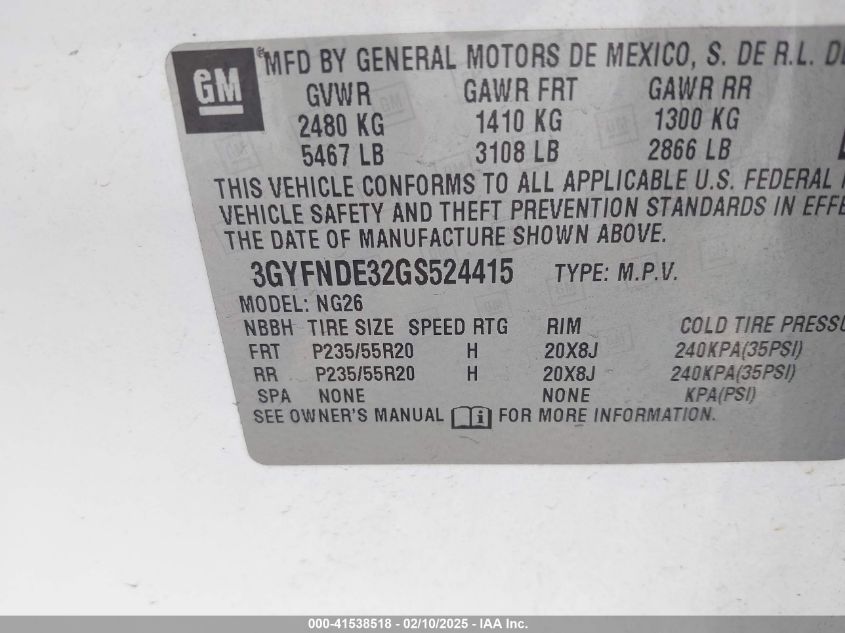 GM
MFD BY GENERAL MOTORS DE MEXICO, S. DE R.L.
GVWR GAWR FRT GAWR RR
2480 KG 1410 KG 1300 KG
5467 LB 3108 LB 2866 LB
THIS VEHICLE CONFORMS TO ALL APPLICABLE U.S. FEDERAL
VEHICLE SAFETY AND THEFT PREVENTION STANDARDS IN EFFE
THE DATE OF MANUFACTURE SHOWN ABOVE.
3GYFNDE32GS524415 TYPE: M.P.V.
MODEL: NG26
NBBH TIRE SIZE SPEED RTG RIM COLD TIRE PRESSU
FRT P235/55R20 H 20X8J 240KPA(35PSI)
RR P235/55R20 H 20X8J 240KPA(35PSI)
SPA NONE NONE KPA(PSI)
SEE OWNER'S MANUAL FOR MORE INFORMATION.
000-41538518 - 02/10/2025 - IAA Inc.